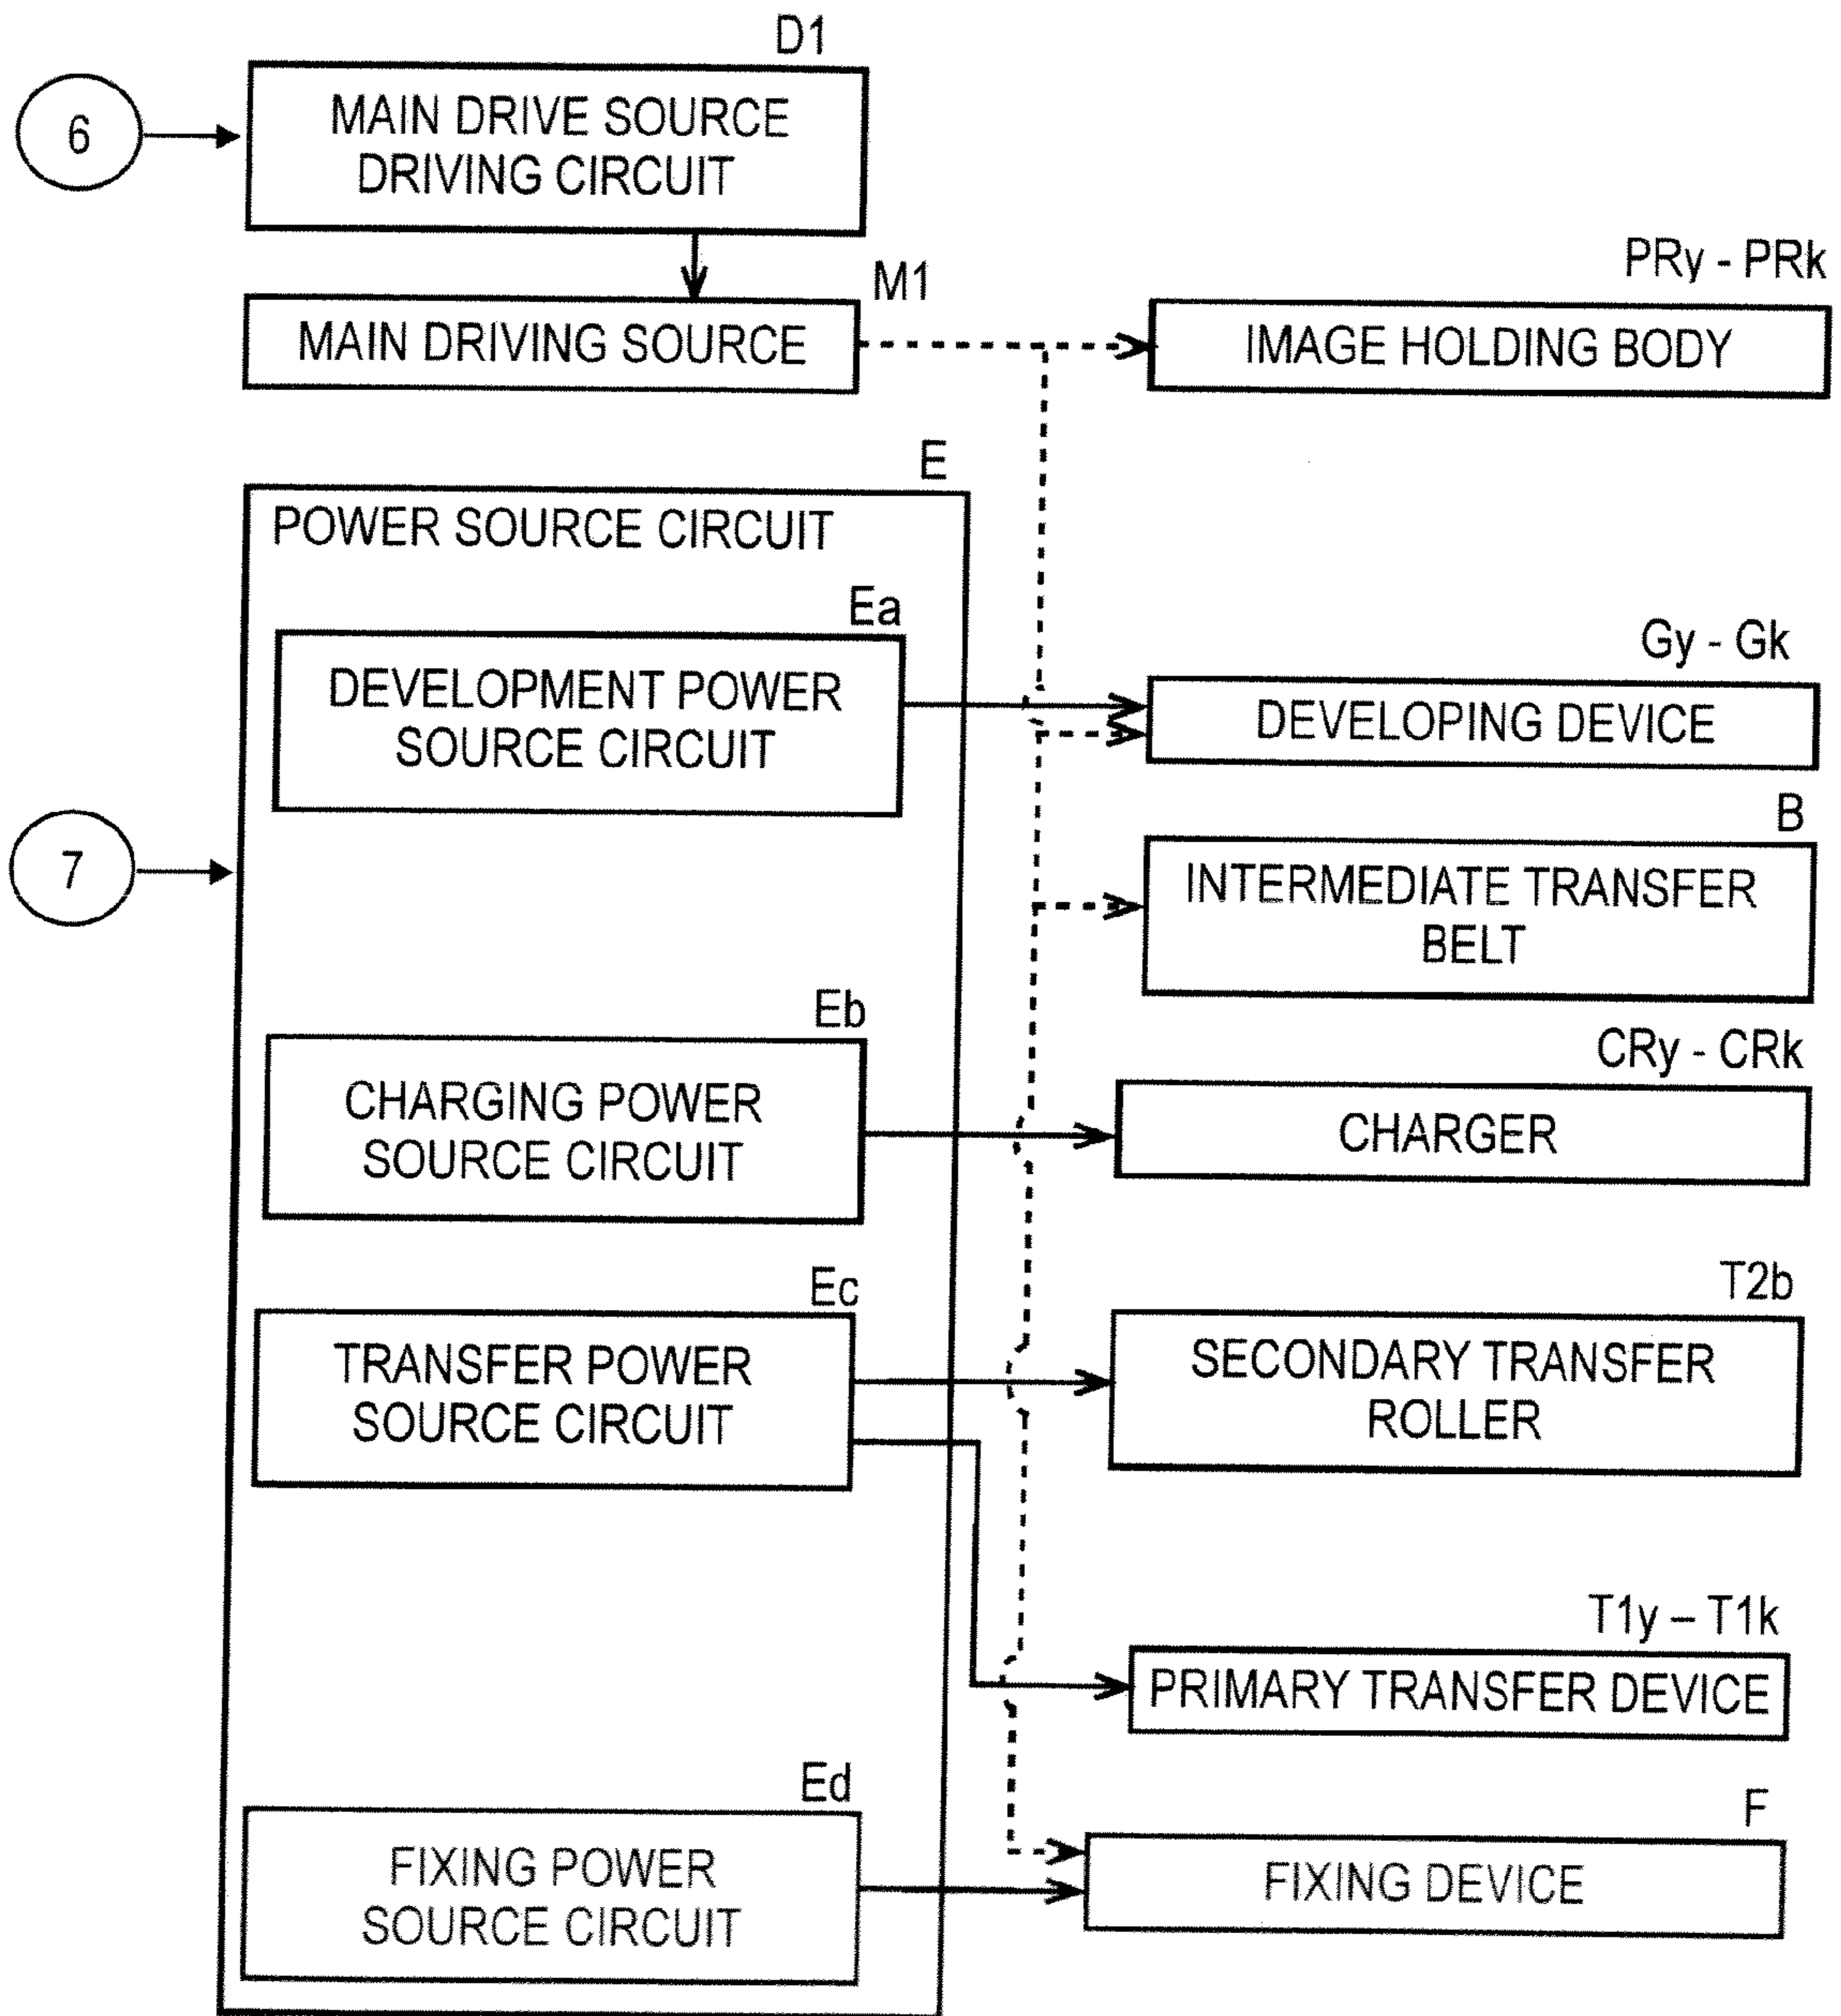 D1
6
MAIN DRIVE SOURCE
DRIVING CIRCUIT
PRy - PRk
M1
MAIN DRIVING SOURCE
IMAGE HOLDING BODY
E
POWER SOURCE CIRCUIT
Ea
Gy - Gk
DEVELOPMENT POWER
SOURCE CIRCUIT
DEVELOPING DEVICE
B
7
INTERMEDIATE TRANSFER
BELT
Eb
CRy - CRk
CHARGING POWER
SOURCE CIRCUIT
CHARGER
Ec
T2b
TRANSFER POWER
SOURCE CIRCUIT
SECONDARY TRANSFER
ROLLER
T1y – T1k
PRIMARY TRANSFER DEVICE
Ed
F
FIXING POWER
SOURCE CIRCUIT
FIXING DEVICE